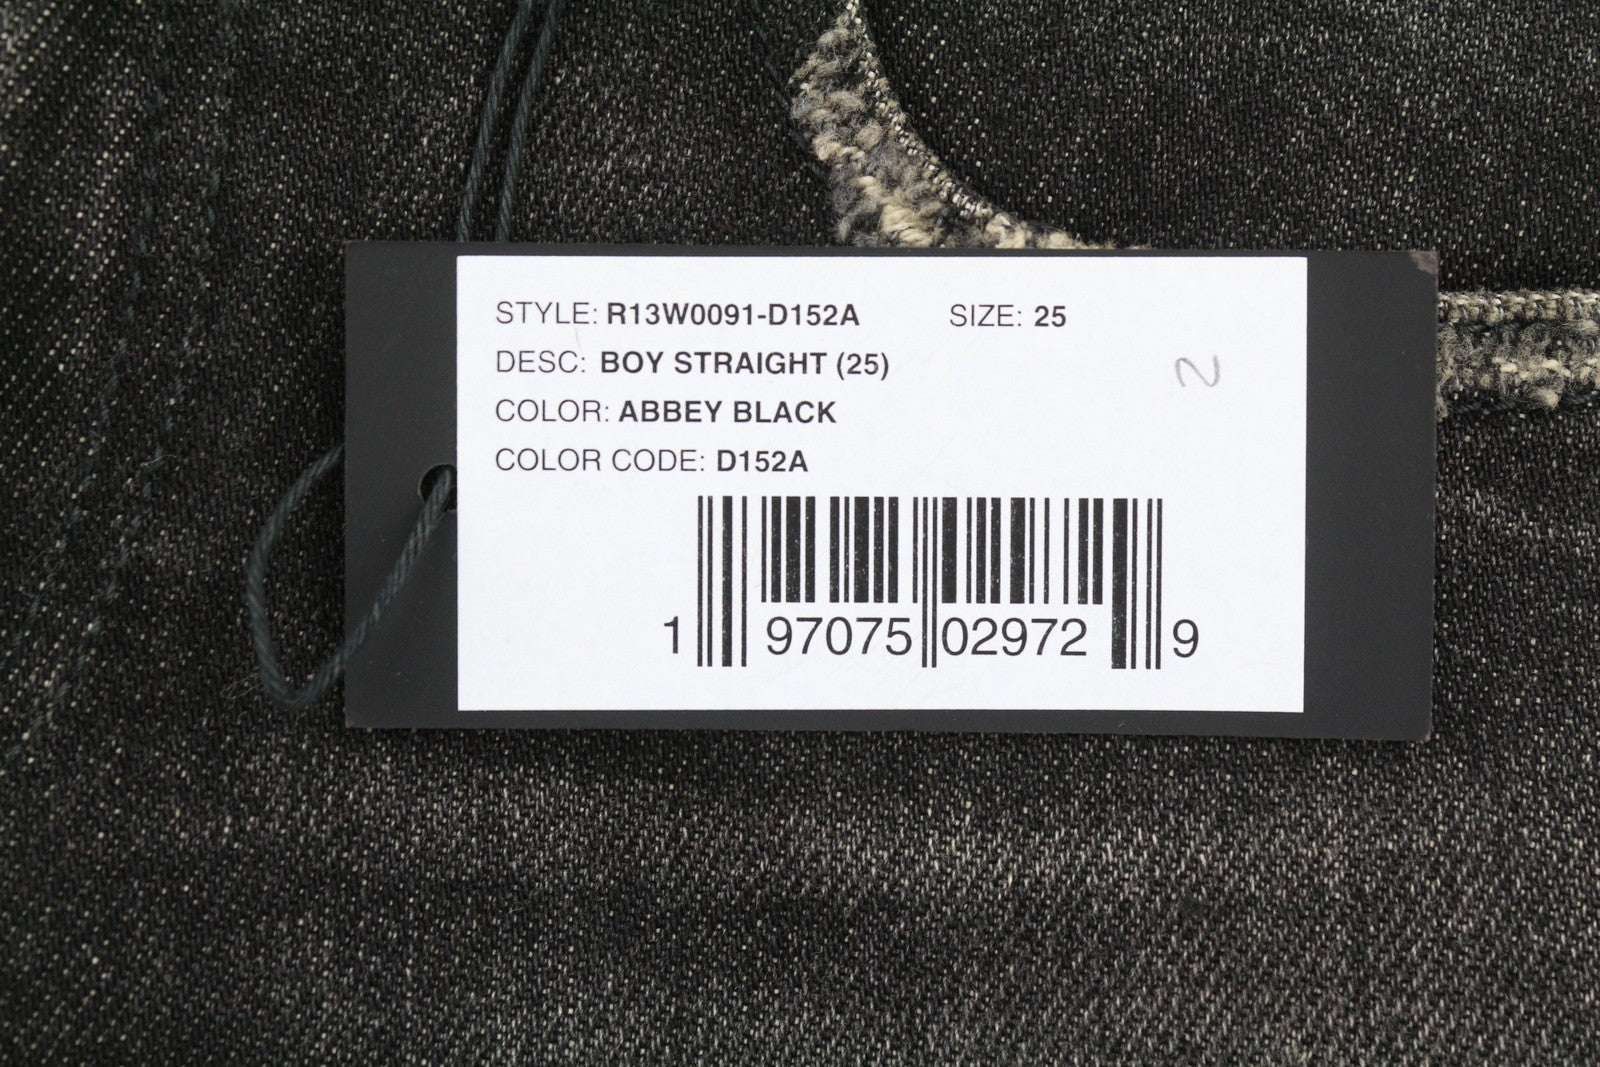 STYLE: R13W0091-D152A SIZE: 25
DESC: BOY STRAIGHT (25)
COLOR: ABBEY BLACK
COLOR CODE: D152A
1 97075 02972 9